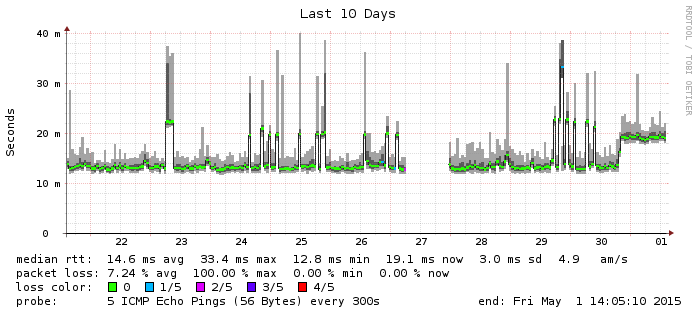 Last 10 Days
RRDTOOL / TOBI OETIKER
Seconds
40 m
30 m
20 m
10 m
0
22 23 24 25 26 27 28 29 30 01
median rtt: 14.6 ms avg 33.4 ms max 12.8 ms min 19.1 ms now 3.0 ms sd 4.9 am/s
packet loss: 7.24 % avg 100.00 % max 0.00 % min 0.00 % now
loss color: 0 1/5 2/5 3/5 4/5
probe: 5 ICMP Echo Pings (56 Bytes) every 300s end: Fri May 1 14:05:10 2015